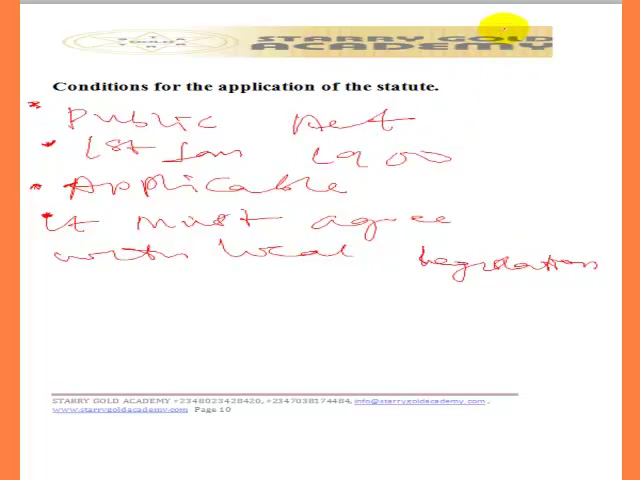 STARRY GOLD
ACADEMY
Conditions for the application of the statute.
Public Act
1st Jan 1900
Applicable
It must agree
with local legislation
STARRY GOLD ACADEMY +2348023428420, +2347038174484, info@starrygoldacademy.com ,
www.starrygoldacademy.com Page 10